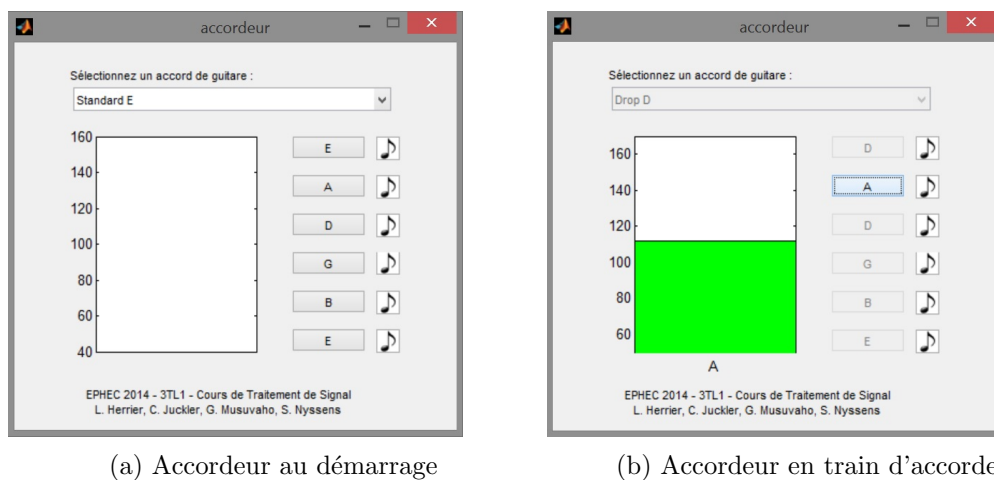 accordeur
Sélectionnez un accord de guitare :
Standard E
160
140
120
100
80
60
40
E
A
D
G
B
E
EPHEC 2014 - 3TL1 - Cours de Traitement de Signal
L. Herrier, C. Juckler, G. Musuvaho, S. Nyssens
(a) Accordeur au démarrage
accordeur
Sélectionnez un accord de guitare :
Drop D
160
140
120
100
80
60
A
D
A
D
G
B
E
EPHEC 2014 - 3TL1 - Cours de Traitement de Signal
L. Herrier, C. Juckler, G. Musuvaho, S. Nyssens
(b) Accordeur en train d'accorde